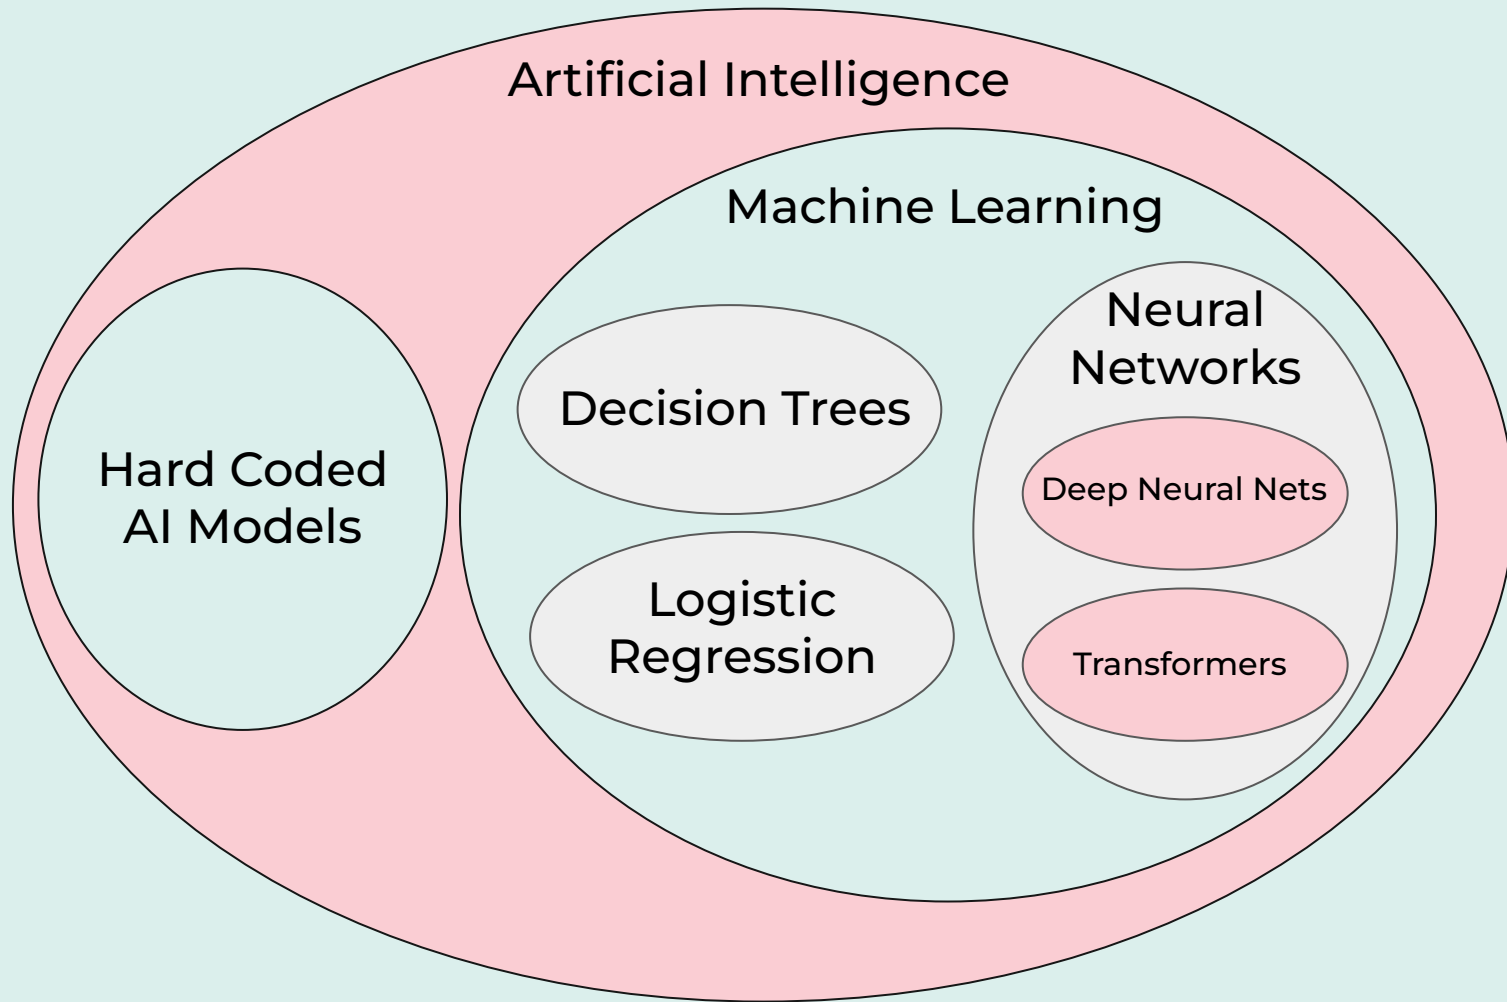 Artificial Intelligence
Machine Learning
Hard Coded
AI Models
Decision Trees
Logistic
Regression
Neural
Networks
Deep Neural Nets
Transformers